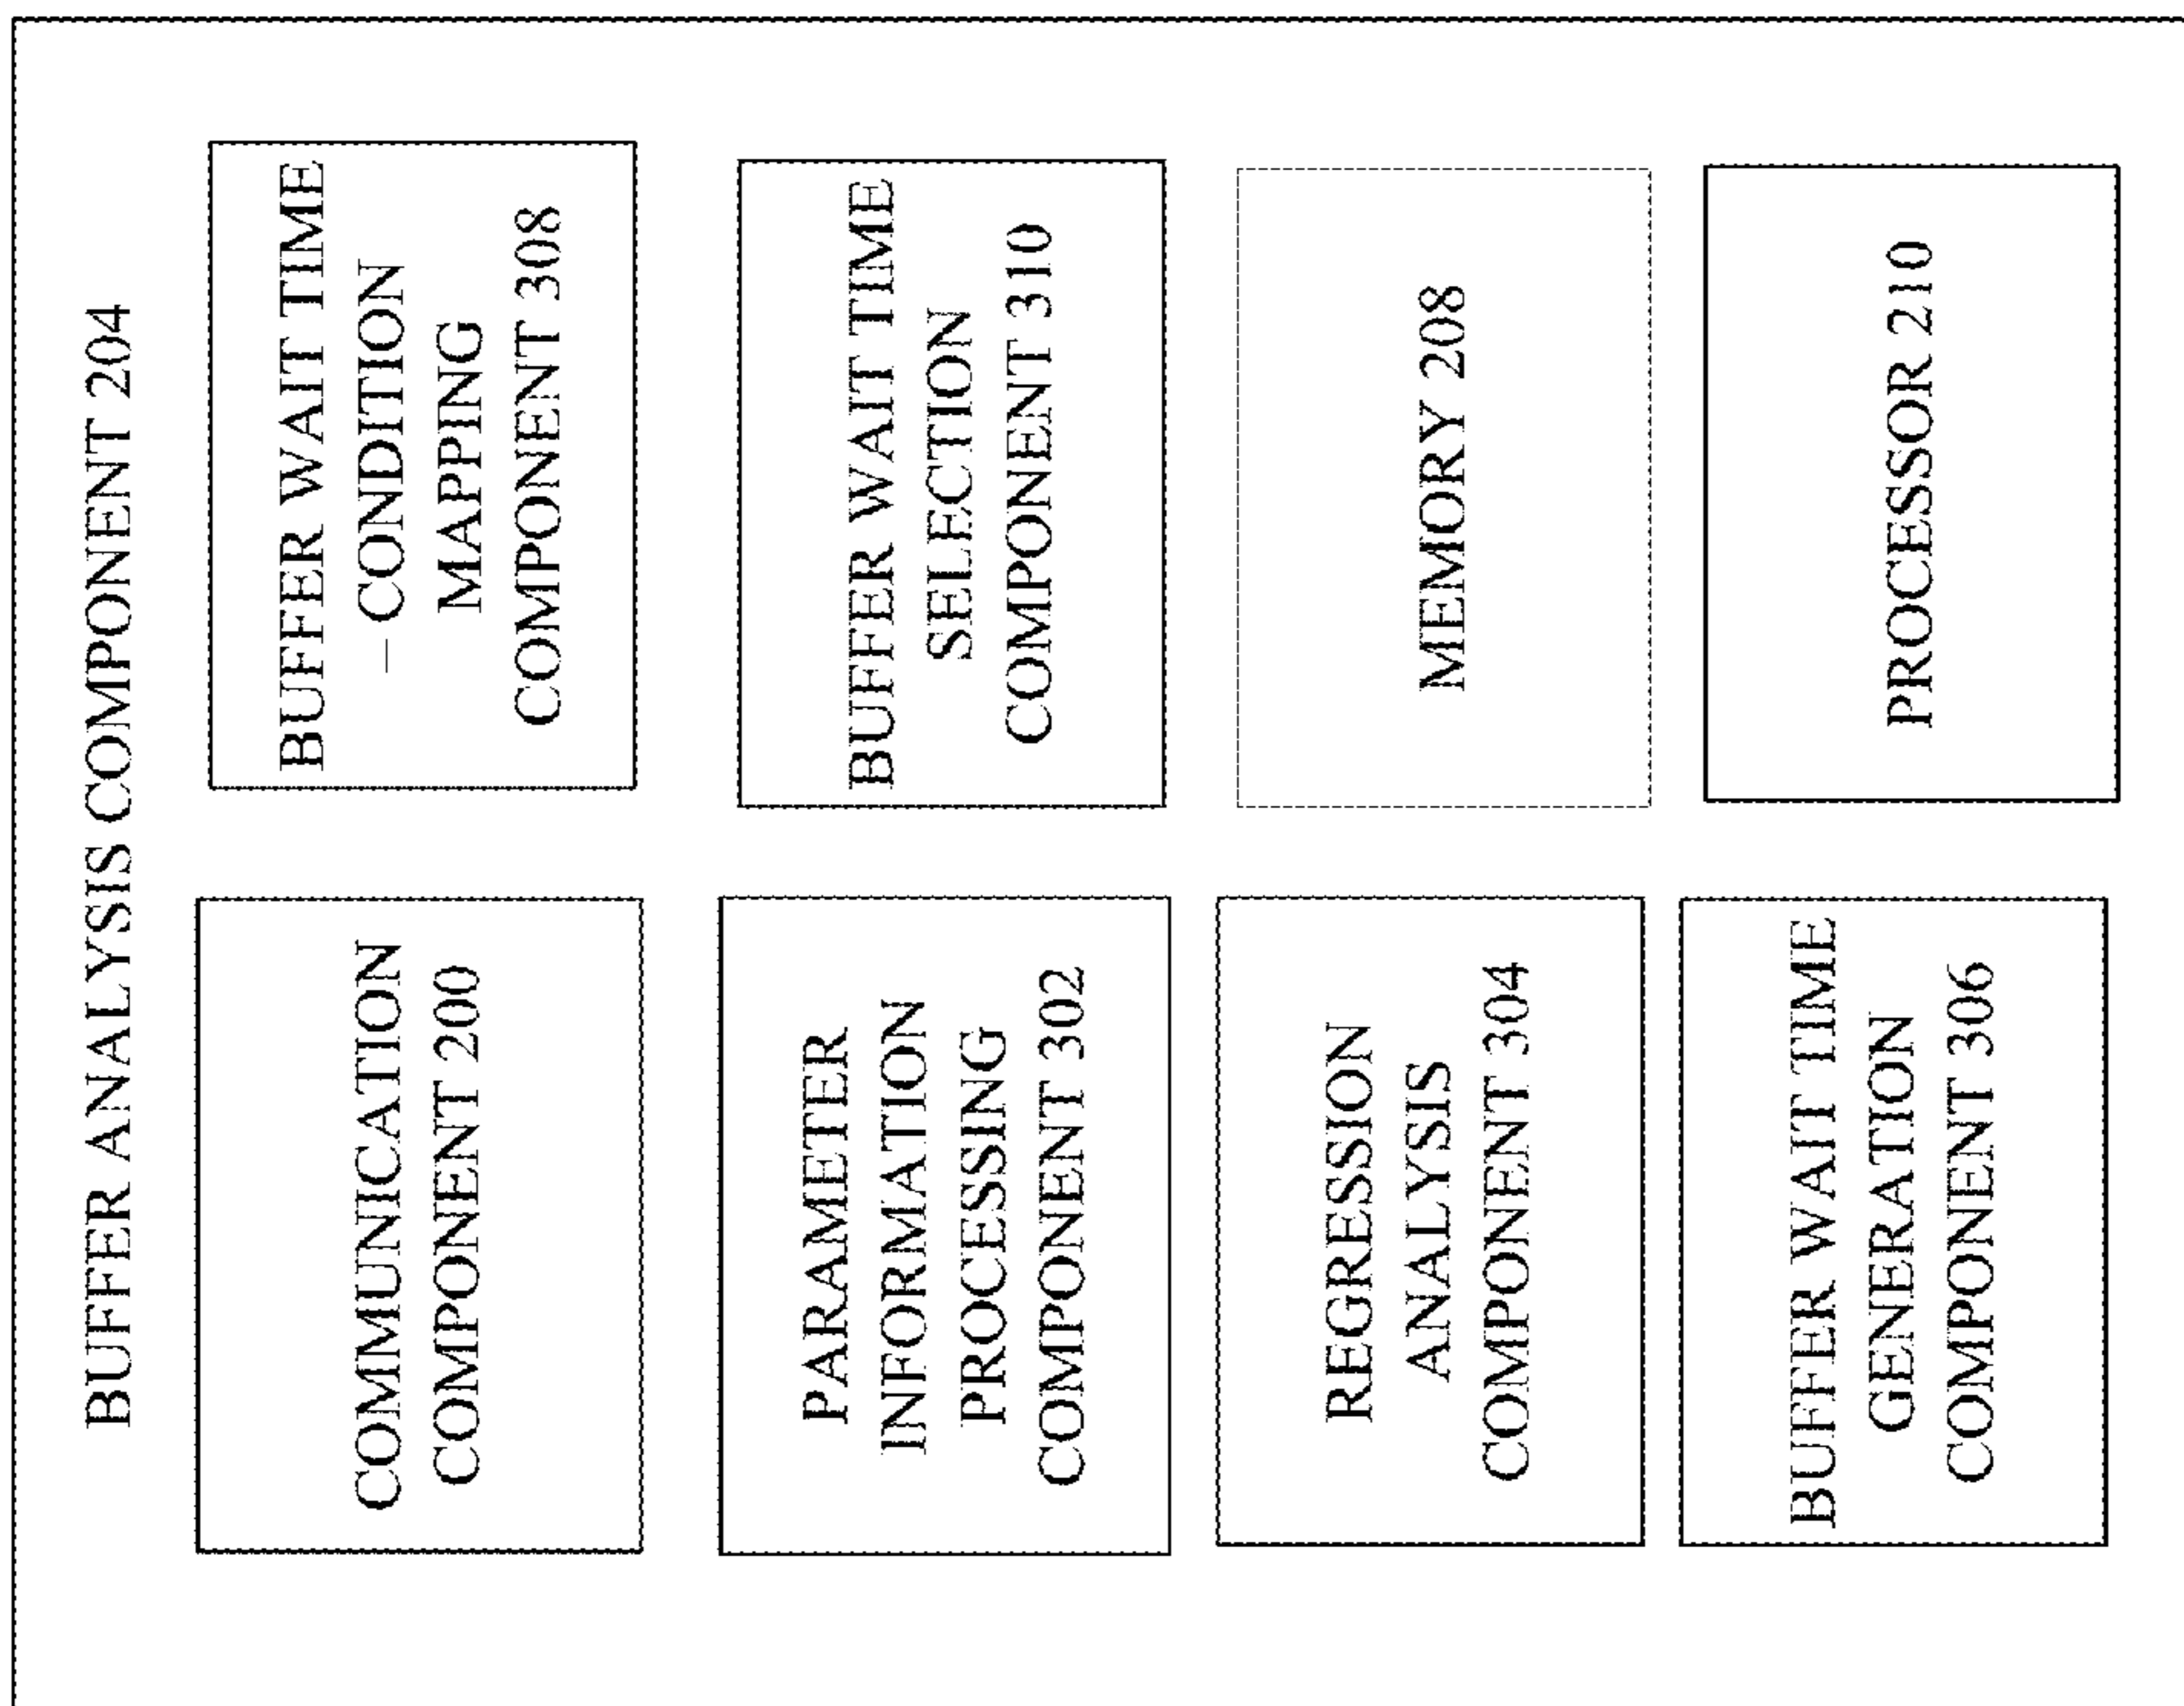 BUFFER ANALYSIS COMPONENT 204
COMMUNICATION
COMPONENT 200
PARAMETER
INFORMATION
PROCESSING
COMPONENT 302
REGRESSION
ANALYSIS
COMPONENT 304
BUFFER WAIT TIME
GENERATION
COMPONENT 306
BUFFER WAIT TIME
– CONDITION
MAPPING
COMPONENT 308
BUFFER WAIT TIME
SELECTION
COMPONENT 310
MEMORY 208
PROCESSOR 210